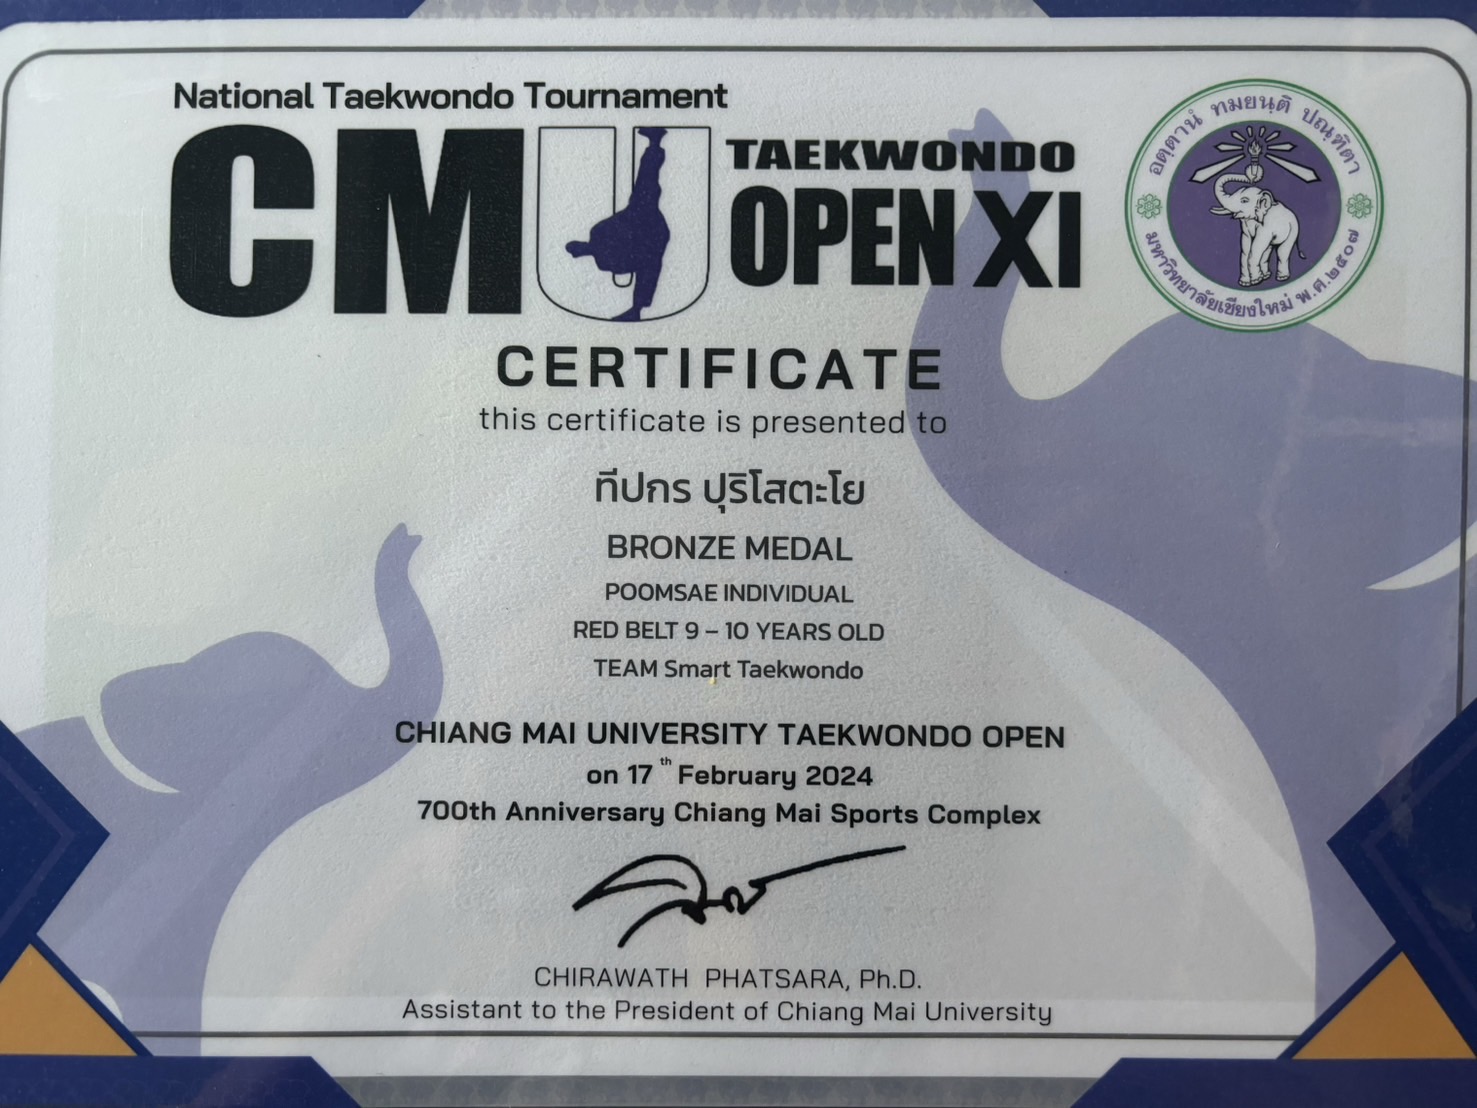 National Taekwondo Tournament
CMU TAEKWONDO
OPEN XI
อตฺตานํ ทมยนฺติ ปณฺฑิตา
มหาวิทยาลัยเชียงใหม่ พ.ศ.๒๕๐๗
CERTIFICATE
this certificate is presented to
ทีปกร ปุริโสตะโย
BRONZE MEDAL
POOMSAE INDIVIDUAL
RED BELT 9 – 10 YEARS OLD
TEAM Smart Taekwondo
CHIANG MAI UNIVERSITY TAEKWONDO OPEN
on 17 th February 2024
700th Anniversary Chiang Mai Sports Complex
CHIRAWATH PHATSARA, Ph.D.
Assistant to the President of Chiang Mai University